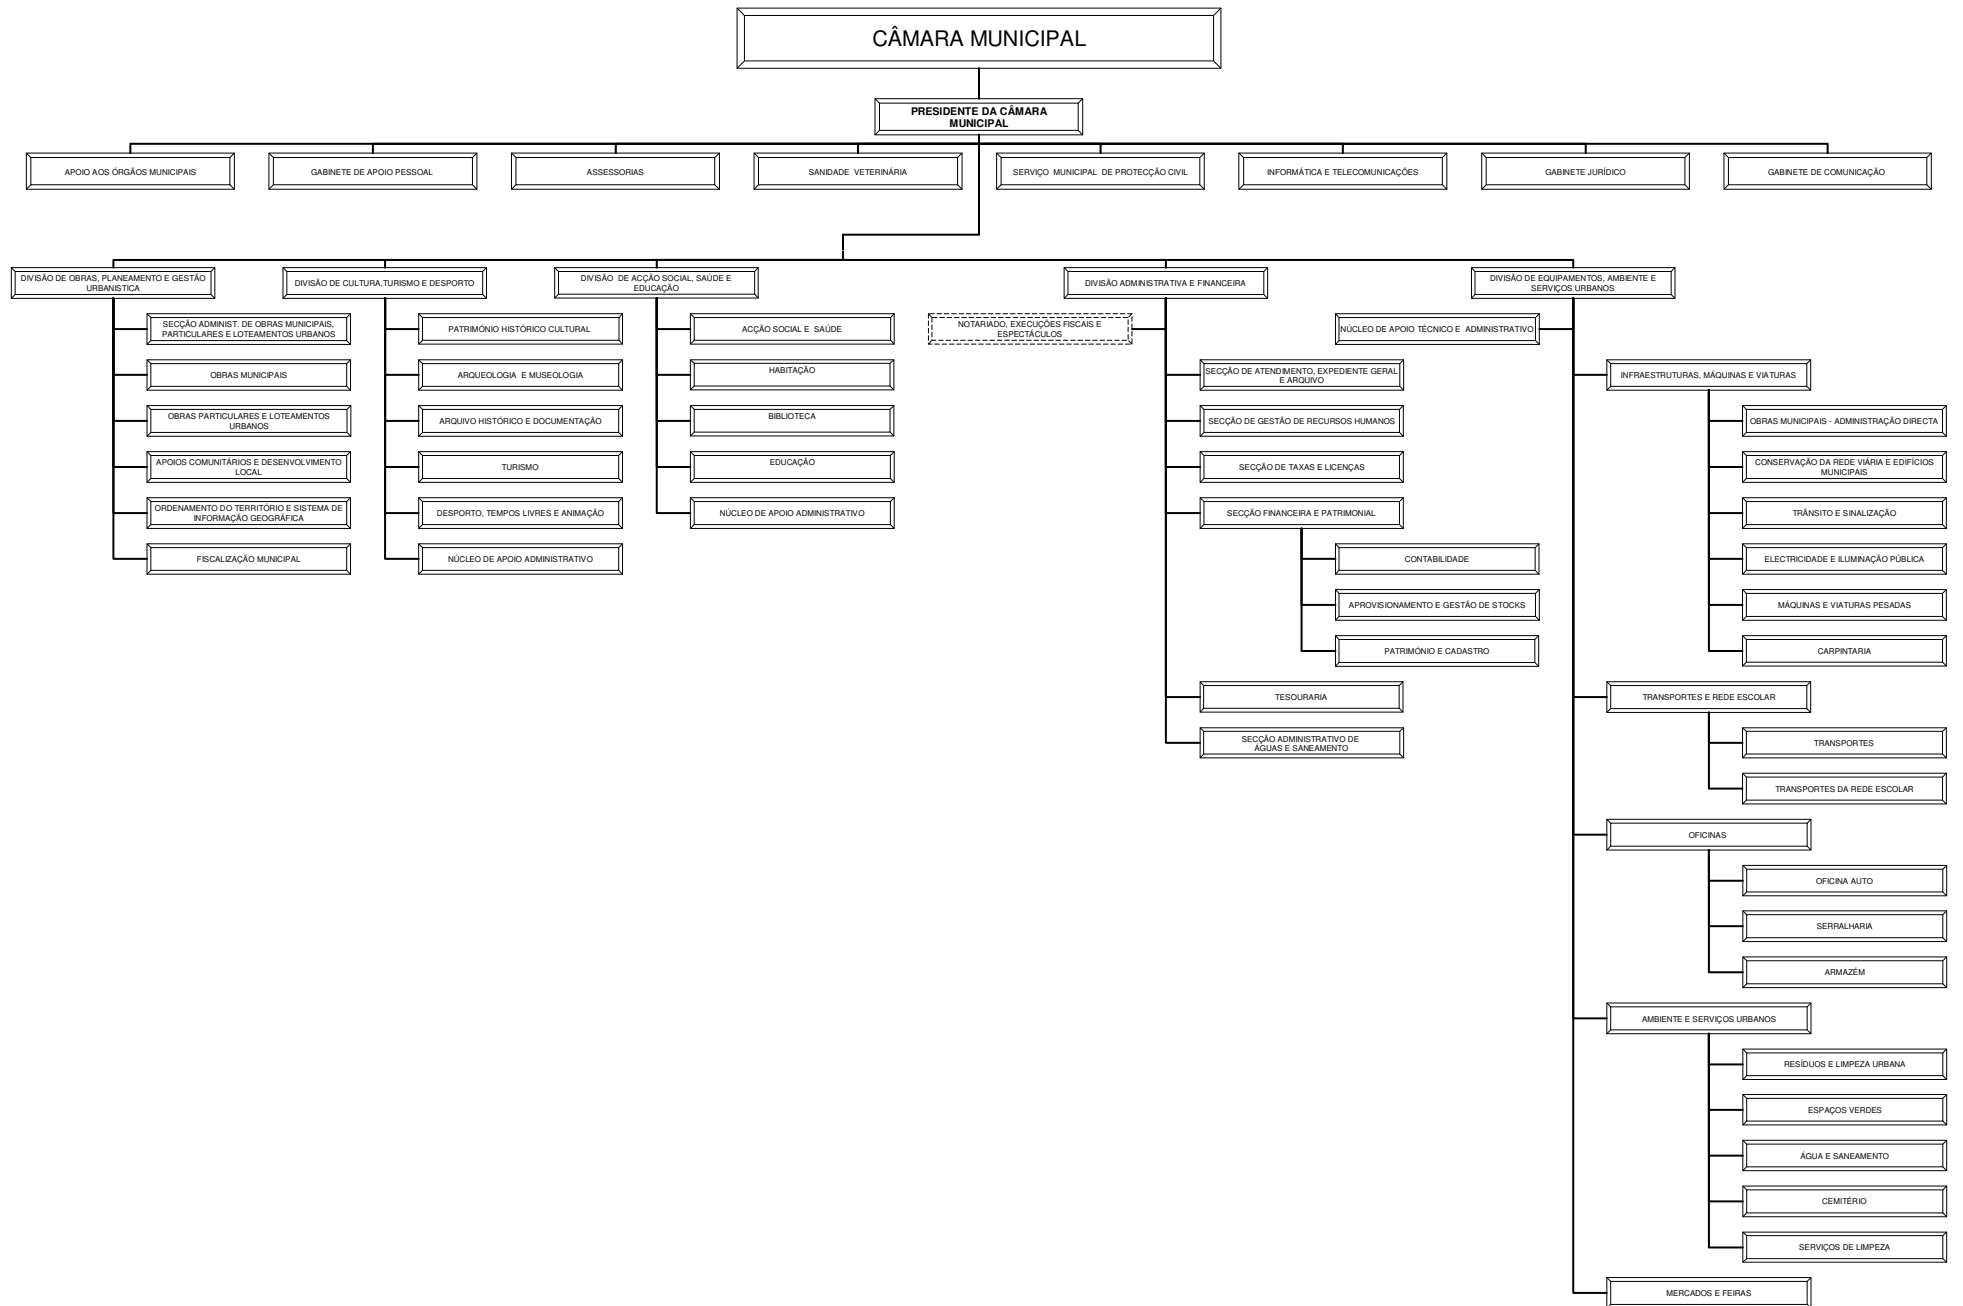 CÂMARA MUNICIPAL
PRESIDENTE DA CÂMARA
MUNICIPAL
APOIO AOS ÓRGÃOS MUNICIPAIS
GABINETE DE APOIO PESSOAL
ASSESSORIAS
SANIDADE VETERINÁRIA
SERVIÇO MUNICIPAL DE PROTECÇÃO CIVIL
INFORMÁTICA E TELECOMUNICAÇÕES
GABINETE JURÍDICO
GABINETE DE COMUNICAÇÃO
DIVISÃO DE OBRAS, PLANEAMENTO E GESTÃO
URBANISTICA
SECÇÃO ADMINIST. DE OBRAS MUNICIPAIS,
PARTICULARES E LOTEAMENTOS URBANOS
OBRAS MUNICIPAIS
OBRAS PARTICULARES E LOTEAMENTOS
URBANOS
APOIOS COMUNITÁRIOS E DESENVOLVIMENTO
LOCAL
ORDENAMENTO DO TERRITÓRIO E SISTEMA DE
INFORMAÇÃO GEOGRÁFICA
FISCALIZAÇÃO MUNICIPAL
DIVISÃO DE CULTURA,TURISMO E DESPORTO
PATRIMÓNIO HISTÓRICO CULTURAL
ARQUEOLOGIA E MUSEOLOGIA
ARQUIVO HISTÓRICO E DOCUMENTAÇÃO
TURISMO
DESPORTO, TEMPOS LIVRES E ANIMAÇÃO
NÚCLEO DE APOIO ADMINISTRATIVO
DIVISÃO DE ACÇÃO SOCIAL, SAÚDE E
EDUCAÇÃO
ACÇÃO SOCIAL E SAÚDE
HABITAÇÃO
BIBLIOTECA
EDUCAÇÃO
NÚCLEO DE APOIO ADMINISTRATIVO
DIVISÃO ADMINISTRATIVA E FINANCEIRA
NOTARIADO, EXECUÇÕES FISCAIS E
ESPECTÁCULOS
SECÇÃO DE ATENDIMENTO, EXPEDIENTE GERAL
E ARQUIVO
SECÇÃO DE GESTÃO DE RECURSOS HUMANOS
SECÇÃO DE TAXAS E LICENÇAS
SECÇÃO FINANCEIRA E PATRIMONIAL
CONTABILIDADE
APROVISIONAMENTO E GESTÃO DE STOCKS
PATRIMÓNIO E CADASTRO
TESOURARIA
SECÇÃO ADMINISTRATIVO DE
ÁGUAS E SANEAMENTO
DIVISÃO DE EQUIPAMENTOS, AMBIENTE E
SERVIÇOS URBANOS
NÚCLEO DE APOIO TÉCNICO E ADMINISTRATIVO
INFRAESTRUTURAS, MÁQUINAS E VIATURAS
OBRAS MUNICIPAIS - ADMINISTRAÇÃO DIRECTA
CONSERVAÇÃO DA REDE VIÁRIA E EDIFÍCIOS
MUNICIPAIS
TRÂNSITO E SINALIZAÇÃO
ELECTRICIDADE E ILUMINAÇÃO PÚBLICA
MÁQUINAS E VIATURAS PESADAS
CARPINTARIA
TRANSPORTES E REDE ESCOLAR
TRANSPORTES
TRANSPORTES DA REDE ESCOLAR
OFICINAS
OFICINA AUTO
SERRALHARIA
ARMAZÉM
AMBIENTE E SERVIÇOS URBANOS
RESÍDUOS E LIMPEZA URBANA
ESPAÇOS VERDES
ÁGUA E SANEAMENTO
CEMITÉRIO
SERVIÇOS DE LIMPEZA
MERCADOS E FEIRAS